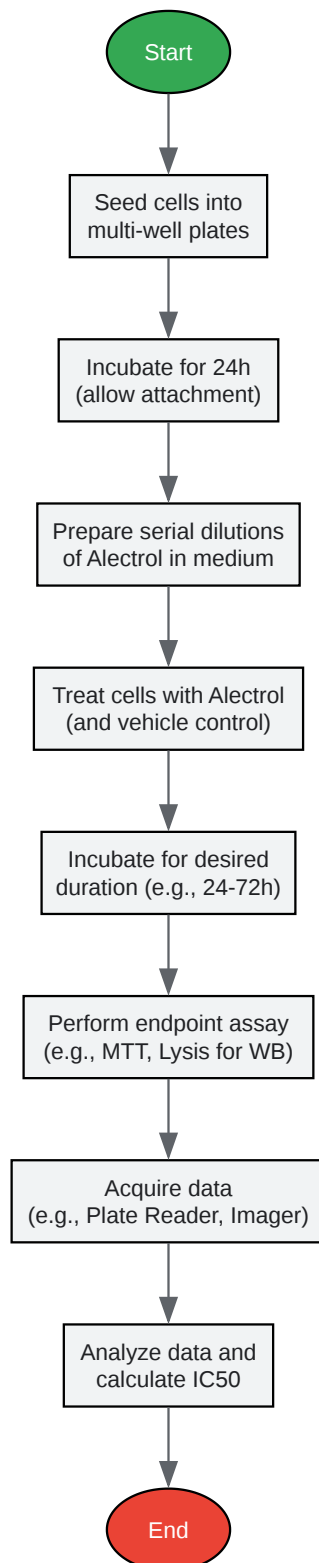 Start
Seed cells into
multi-well plates
Incubate for 24h
(allow attachment)
Prepare serial dilutions
of Alectrol in medium
Treat cells with Alectrol
(and vehicle control)
Incubate for desired
duration (e.g., 24-72h)
Perform endpoint assay
(e.g., MTT, Lysis for WB)
Acquire data
(e.g., Plate Reader, Imager)
Analyze data and
calculate IC50
End